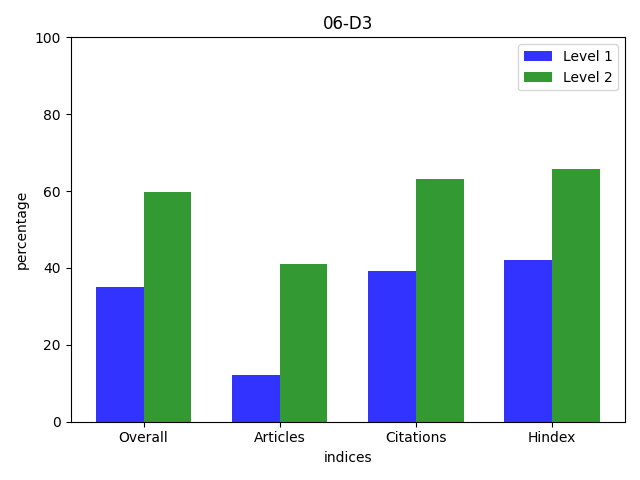 06-D3
100
80
60
40
20
0
percentage
Level 1
Level 2
Overall
Articles
Citations
Hindex
indices